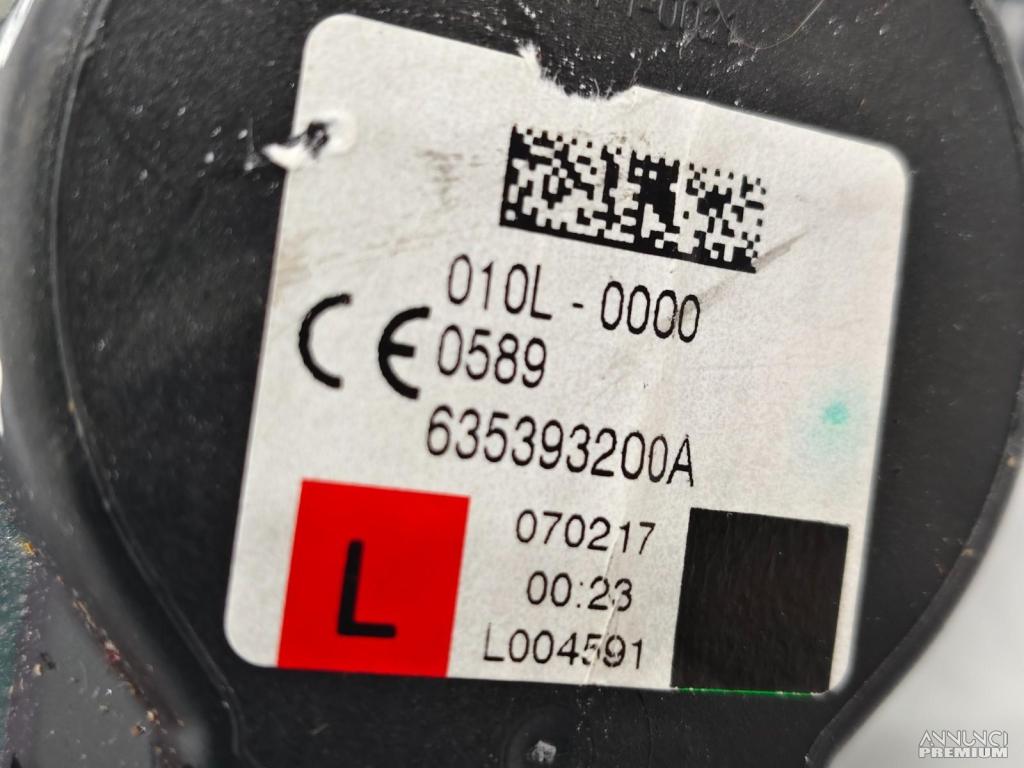 010L - 0000
CE 0589
635393200A
L
070217
00:23
L004591
ANNUNCI
PREMIUM